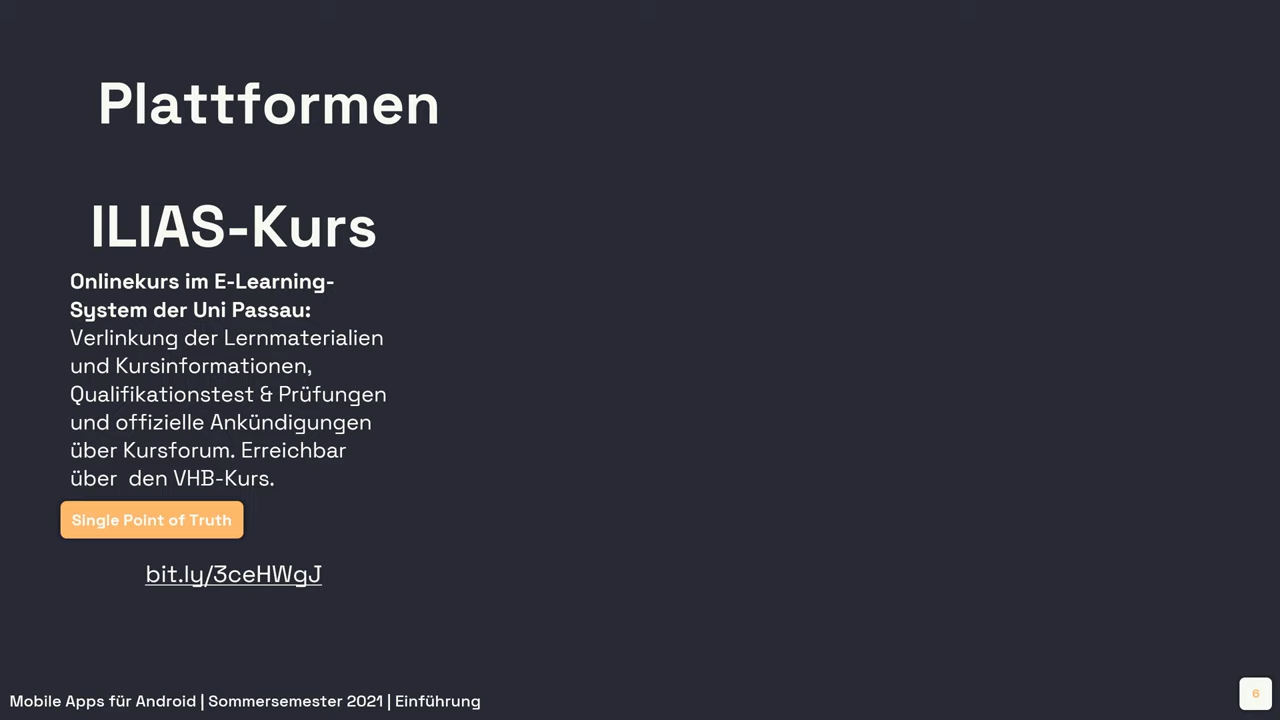 Plattformen
ILIAS-Kurs
Onlinekurs im E-Learning-
System der Uni Passau:
Verlinkung der Lernmaterialien
und Kursinformationen,
Qualifikationstest & Prüfungen
und offizielle Ankündigungen
über Kursforum. Erreichbar
über den VHB-Kurs.
Single Point of Truth
bit.ly/3ceHWgJ
Mobile Apps für Android | Sommersemester 2021 | Einführung
6